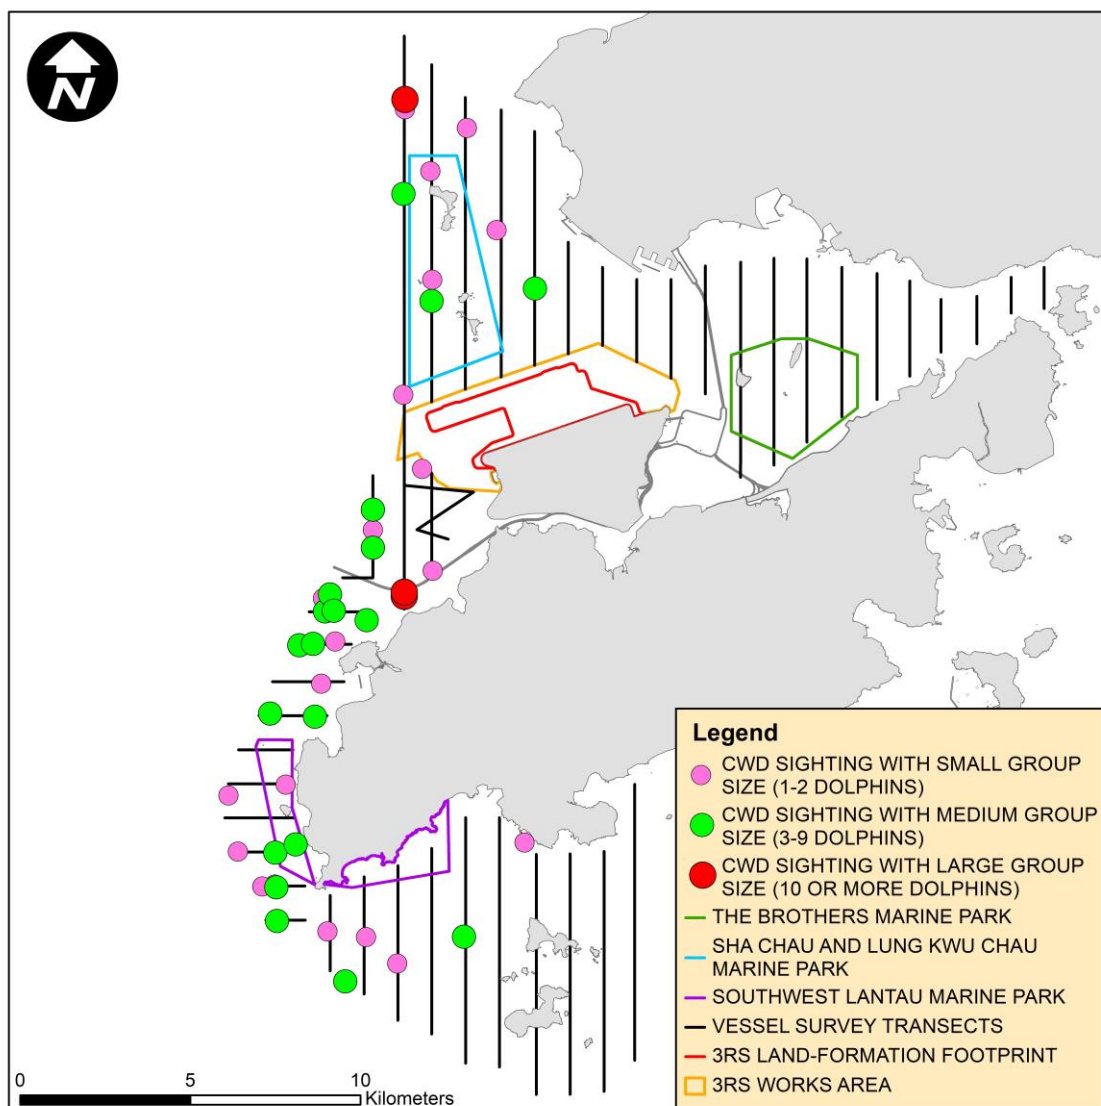 N
Legend
CWD SIGHTING WITH SMALL GROUP
SIZE (1-2 DOLPHINS)
CWD SIGHTING WITH MEDIUM GROUP
SIZE (3-9 DOLPHINS)
CWD SIGHTING WITH LARGE GROUP
SIZE (10 OR MORE DOLPHINS)
THE BROTHERS MARINE PARK
SHA CHAU AND LUNG KWU CHAU
MARINE PARK
SOUTHWEST LANTAU MARINE PARK
VESSEL SURVEY TRANSECTS
3RS LAND-FORMATION FOOTPRINT
3RS WORKS AREA
0 5 10
Kilometers